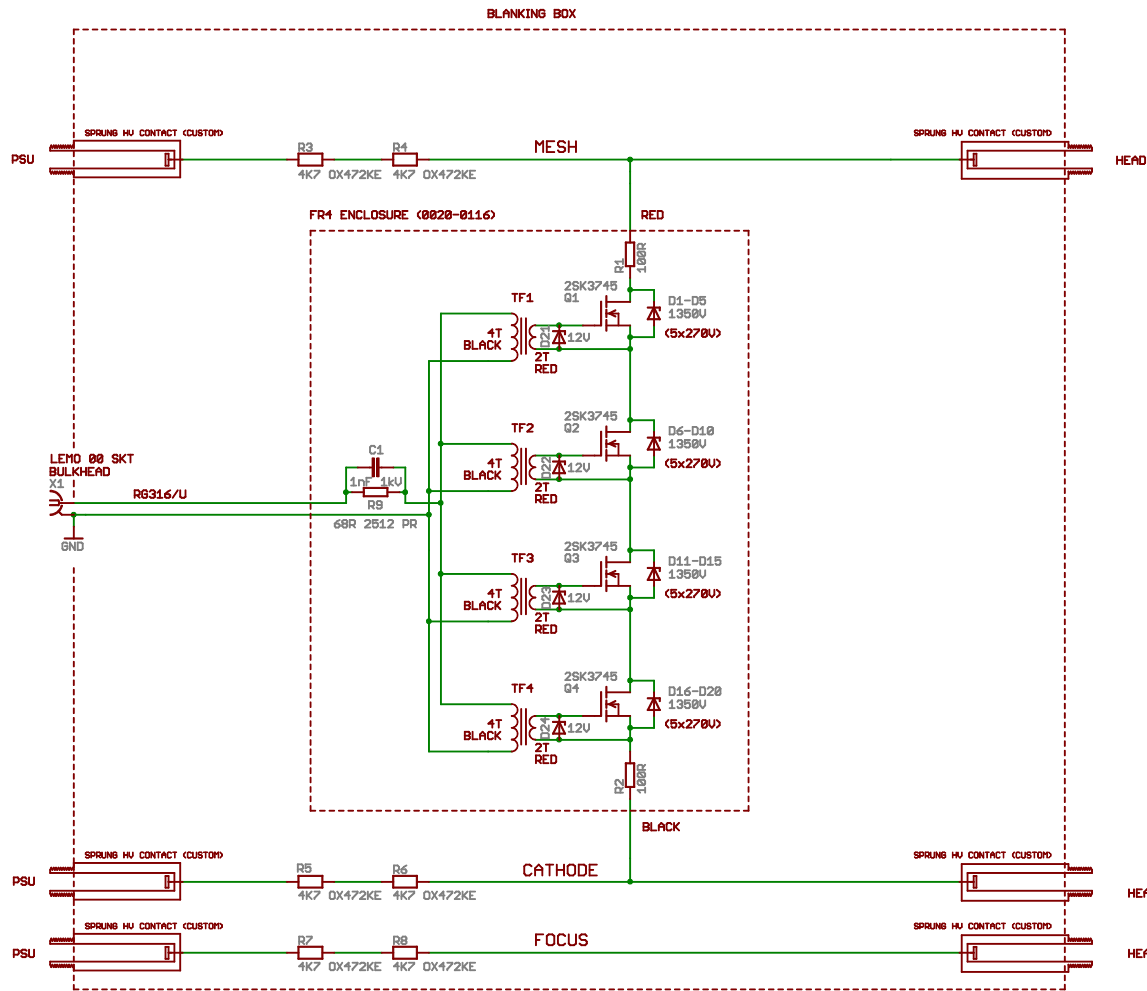 BLANKING BOX
SPRUNG HV CONTACT (CUSTOM)
SPRUNG HV CONTACT (CUSTOM)
PSU
R3
R4
MESH
HEAD
4K7 OX472KE
4K7 OX472KE
FR4 ENCLOSURE (0020-0116)
RED
R1
100R
2SK3745
Q1
TF1
D1-D5
1350V
(5x270V)
4T
BLACK
D21
12V
2T
RED
2SK3745
Q2
TF2
D6-D10
1350V
(5x270V)
4T
BLACK
D22
12V
2T
RED
LEMO 00 SKT
BULKHEAD
X1
RG316/U
C1
1nF 1kV
R9
68R 2512 PR
GND
2SK3745
Q3
TF3
D11-D15
1350V
(5x270V)
4T
BLACK
D23
12V
2T
RED
2SK3745
Q4
TF4
D16-D20
1350V
(5x270V)
4T
BLACK
D24
12V
2T
RED
R2
100R
BLACK
SPRUNG HV CONTACT (CUSTOM)
SPRUNG HV CONTACT (CUSTOM)
PSU
R5
R6
CATHODE
HEA
4K7 OX472KE
4K7 OX472KE
SPRUNG HV CONTACT (CUSTOM)
SPRUNG HV CONTACT (CUSTOM)
PSU
R7
R8
FOCUS
HEA
4K7 OX472KE
4K7 OX472KE